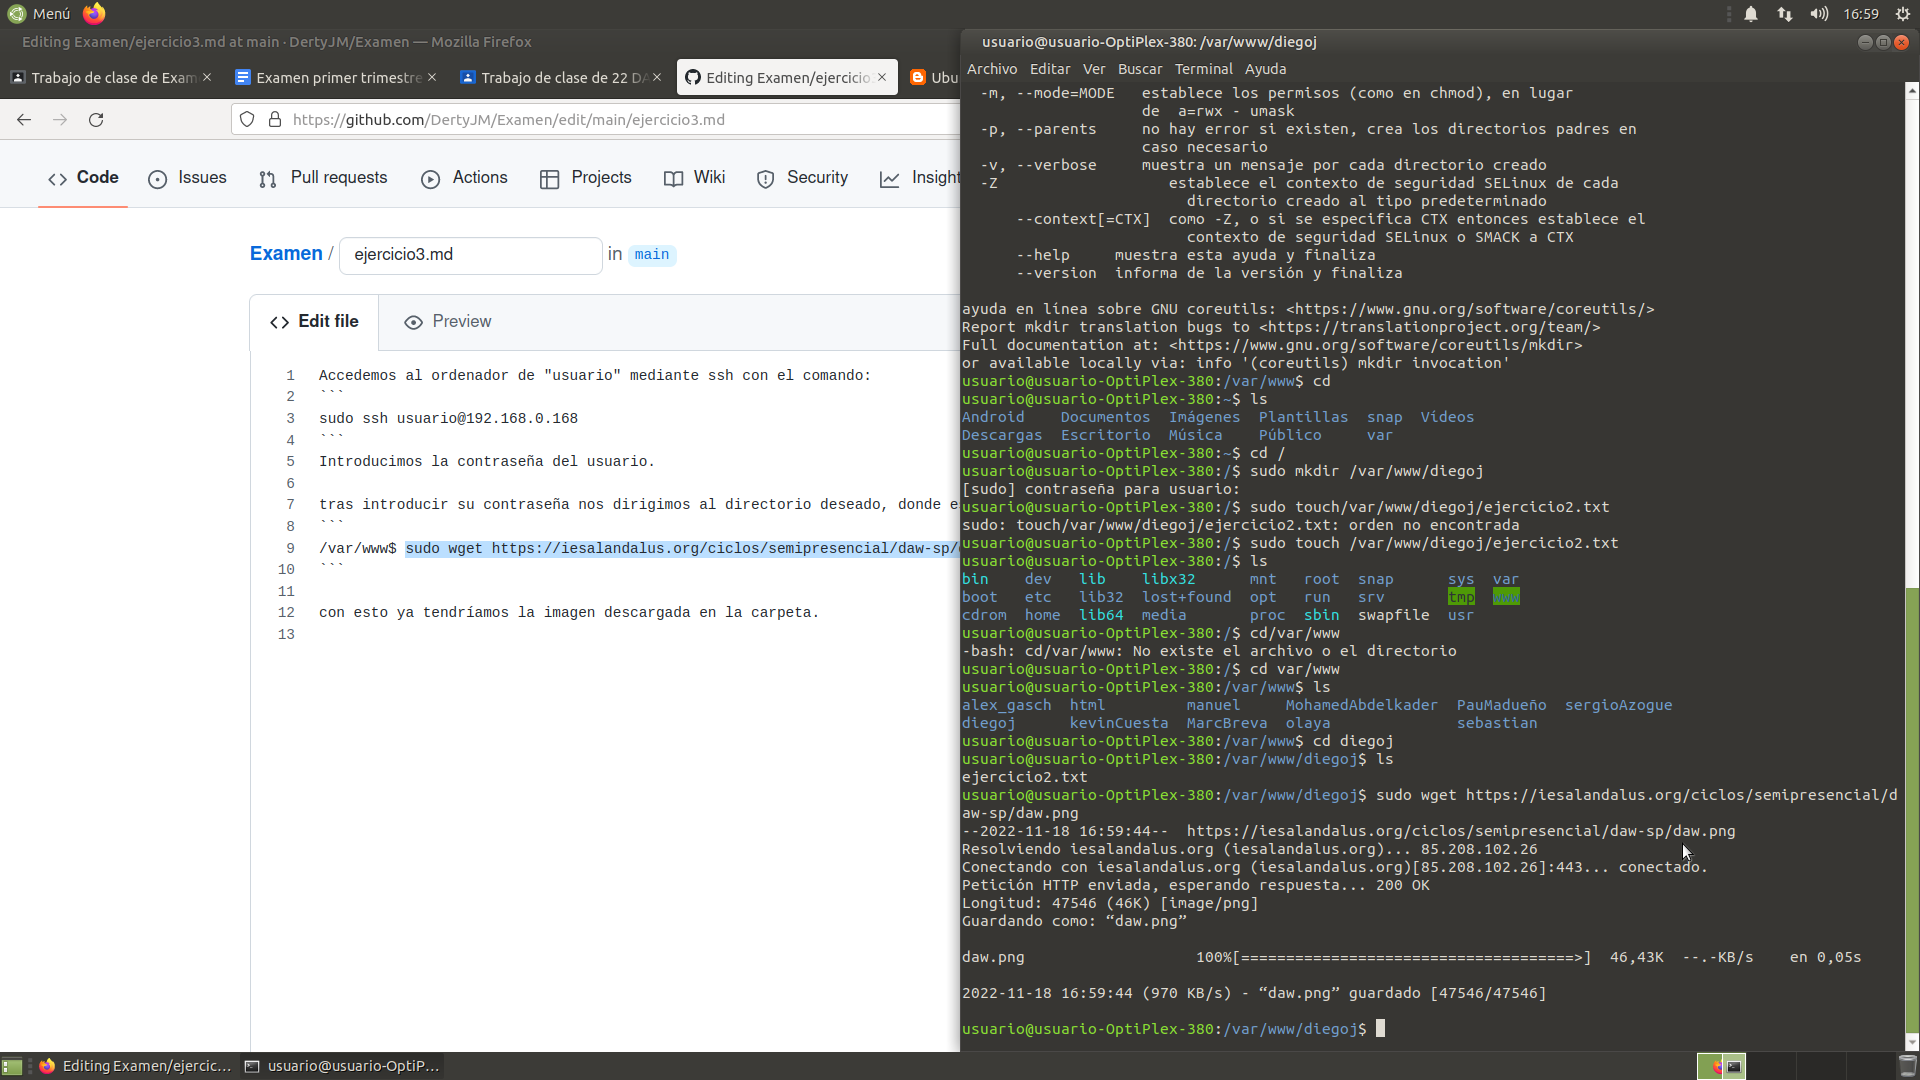 Menú
16:59
Editing Examen/ejercicio3.md at main · DertyJM/Examen — Mozilla Firefox
Trabajo de clase de Exam
Examen primer trimestre
Trabajo de clase de 22 DA
Editing Examen/ejercicio
Ubu
https://github.com/DertyJM/Examen/edit/main/ejercicio3.md
Code
Issues
Pull requests
Actions
Projects
Wiki
Security
Insight
Examen / ejercicio3.md in main
Edit file
Preview
1 Accedemos al ordenador de "usuario" mediante ssh con el comando:
2 ```
3 sudo ssh usuario@192.168.0.168
4 ```
5 Introducimos la contraseña del usuario.
6
7 tras introducir su contraseña nos dirigimos al directorio deseado, donde e
8 ```
9 /var/www$ sudo wget https://iesalandalus.org/ciclos/semipresencial/daw-sp/
10 ```
11
12 con esto ya tendríamos la imagen descargada en la carpeta.
13
usuario@usuario-OptiPlex-380: /var/www/diegoj
Archivo Editar Ver Buscar Terminal Ayuda
-m, --mode=MODE establece los permisos (como en chmod), en lugar
de a=rwx - umask
-p, --parents no hay error si existen, crea los directorios padres en
caso necesario
-v, --verbose muestra un mensaje por cada directorio creado
-Z establece el contexto de seguridad SELinux de cada
directorio creado al tipo predeterminado
--context[=CTX] como -Z, o si se especifica CTX entonces establece el
contexto de seguridad SELinux o SMACK a CTX
--help muestra esta ayuda y finaliza
--version informa de la versión y finaliza
ayuda en línea sobre GNU coreutils: <https://www.gnu.org/software/coreutils/>
Report mkdir translation bugs to <https://translationproject.org/team/>
Full documentation at: <https://www.gnu.org/software/coreutils/mkdir>
or available locally via: info '(coreutils) mkdir invocation'
usuario@usuario-OptiPlex-380:/var/www$ cd
usuario@usuario-OptiPlex-380:~$ ls
Android Documentos Imágenes Plantillas snap Vídeos
Descargas Escritorio Música Público var
usuario@usuario-OptiPlex-380:~$ cd /
usuario@usuario-OptiPlex-380:/$ sudo mkdir /var/www/diegoj
[sudo] contraseña para usuario:
usuario@usuario-OptiPlex-380:/$ sudo touch/var/www/diegoj/ejercicio2.txt
sudo: touch/var/www/diegoj/ejercicio2.txt: orden no encontrada
usuario@usuario-OptiPlex-380:/$ sudo touch /var/www/diegoj/ejercicio2.txt
usuario@usuario-OptiPlex-380:/$ ls
bin dev lib libx32 mnt root snap sys var
boot etc lib32 lost+found opt run srv tmp www
cdrom home lib64 media proc sbin swapfile usr
usuario@usuario-OptiPlex-380:/$ cd/var/www
-bash: cd/var/www: No existe el archivo o el directorio
usuario@usuario-OptiPlex-380:/$ cd var/www
usuario@usuario-OptiPlex-380:/var/www$ ls
alex_gasch html manuel MohamedAbdelkader PauMadueño sergioAzogue
diegoj kevinCuesta MarcBreva olaya sebastian
usuario@usuario-OptiPlex-380:/var/www$ cd diegoj
usuario@usuario-OptiPlex-380:/var/www/diegoj$ ls
ejercicio2.txt
usuario@usuario-OptiPlex-380:/var/www/diegoj$ sudo wget https://iesalandalus.org/ciclos/semipresencial/d
aw-sp/daw.png
--2022-11-18 16:59:44-- https://iesalandalus.org/ciclos/semipresencial/daw-sp/daw.png
Resolviendo iesalandalus.org (iesalandalus.org)... 85.208.102.26
Conectando con iesalandalus.org (iesalandalus.org)[85.208.102.26]:443... conectado.
Petición HTTP enviada, esperando respuesta... 200 OK
Longitud: 47546 (46K) [image/png]
Guardando como: “daw.png”
daw.png 100%[=====================================>] 46,43K --.-KB/s en 0,05s
2022-11-18 16:59:44 (970 KB/s) - “daw.png” guardado [47546/47546]
usuario@usuario-OptiPlex-380:/var/www/diegoj$
Editing Examen/ejercic...
usuario@usuario-OptiP...